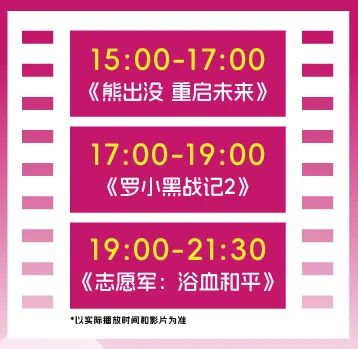 15:00-17:00
《熊出没 重启未来》
17:00-19:00
《罗小黑战记2》
19:00-21:30
《志愿军：浴血和平》
*以实际播放时间和影片为准